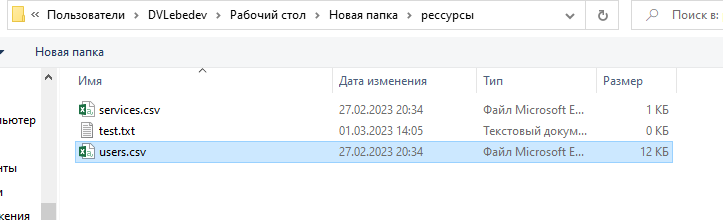 « Пользователи > DVLebedev > Рабочий стол > Новая папка > рессурсы
Поиск в:
Новая папка
Имя Дата изменения Тип Размер
services.csv 27.02.2023 20:34 Файл Microsoft E... 1 КБ
test.txt 01.03.2023 14:05 Текстовый докум... 0 КБ
users.csv 27.02.2023 20:34 Файл Microsoft E... 12 КБ
пьютер
нты
и
жения